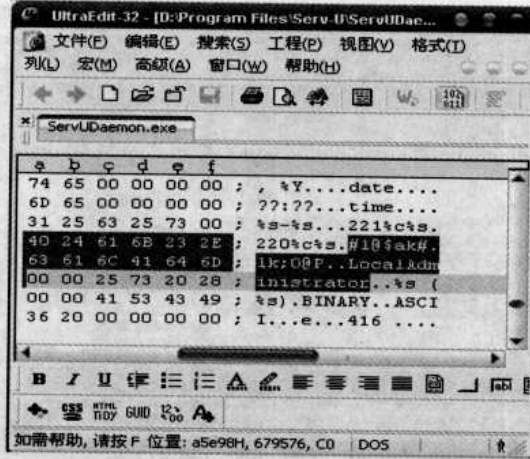 UltraEdit-32 - [D:\Program Files\Serv-U\ServUDae...
文件(F) 编辑(E) 搜索(S) 工程(P) 视图(V) 格式(T)
列(L) 宏(M) 高级(A) 窗口(W) 帮助(H)
ServUDaemon.exe
a b c d e f
74 65 00 00 00 00 ; , %Y....date....
6D 65 00 00 00 00 ; ??:??...time....
31 25 63 25 73 00 ; %s-%s...221%c%s.
40 24 61 6B 23 2E ; 220%c%s.#l@$ak#.
63 61 6C 41 64 6D ; lk;0@P..LocalAdm
00 00 25 73 20 28 ; inistrator..%s (
00 00 41 53 43 49 ; %s).BINARY..ASCI
36 20 00 00 00 00 ; I...e...416 ....
B I U
CSS HTML TIDY GUID
如需帮助, 请按 F 位置: a5e98H, 679576, C0 DOS